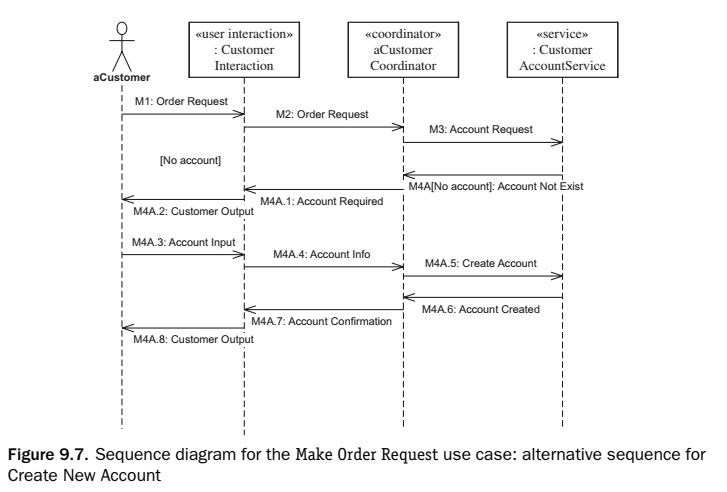 aCustomer
«user interaction»
: Customer
Interaction
«coordinator»
aCustomer
Coordinator
«service»
: Customer
AccountService
M1: Order Request
M2: Order Request
M3: Account Request
[No account]
M4A[No account]: Account Not Exist
M4A.1: Account Required
M4A.2: Customer Output
M4A.3: Account Input
M4A.4: Account Info
M4A.5: Create Account
M4A.6: Account Created
M4A.7: Account Confirmation
M4A.8: Customer Output
Figure 9.7. Sequence diagram for the Make Order Request use case: alternative sequence for
Create New Account